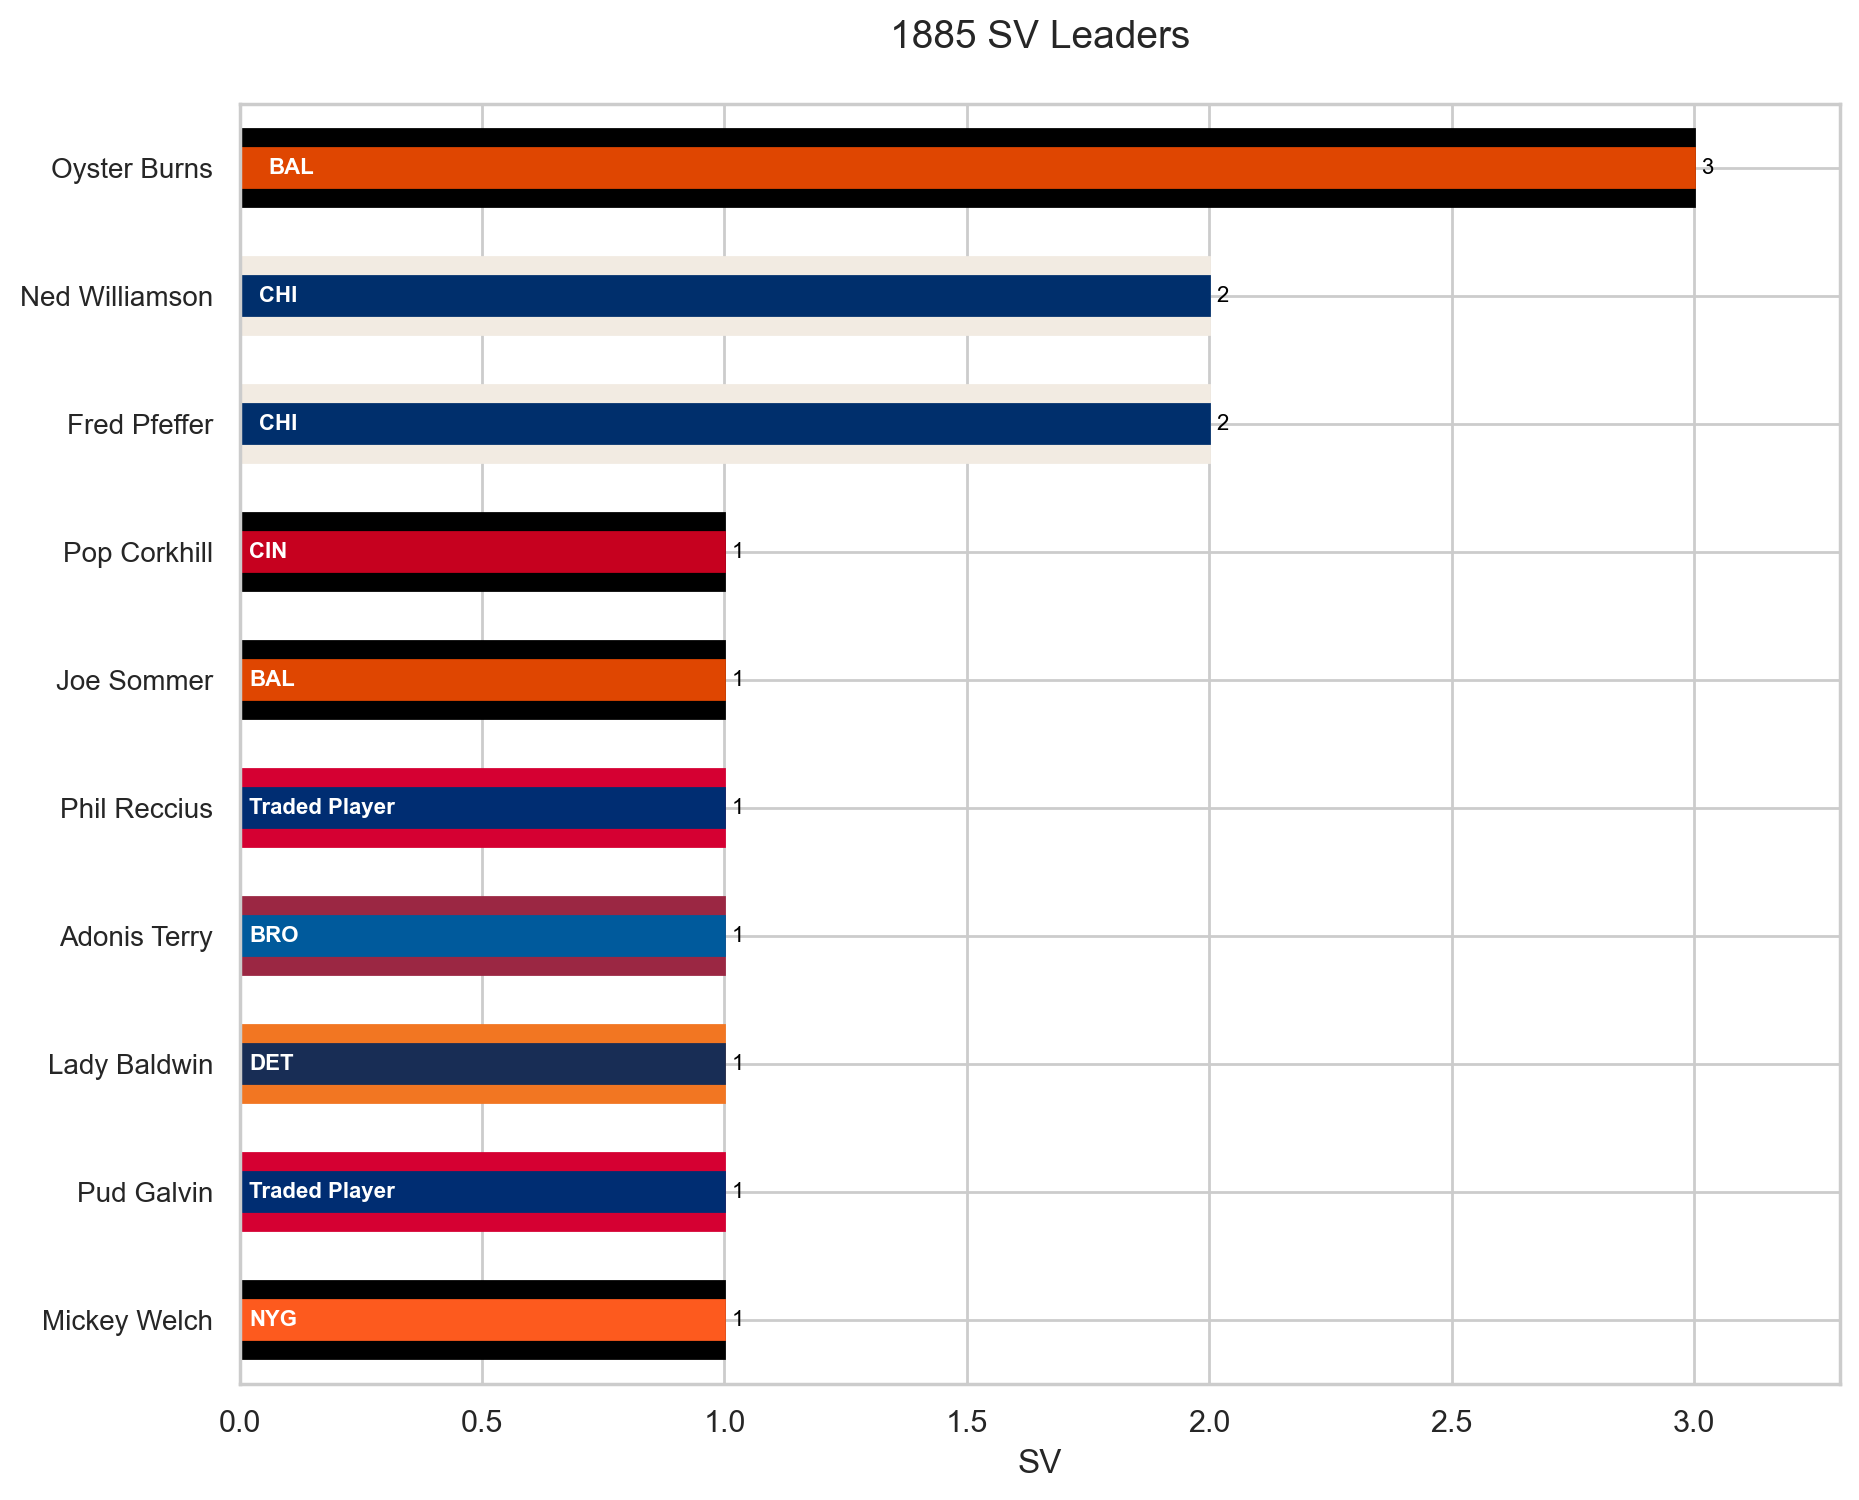 1885 SV Leaders
Oyster Burns BAL 3
Ned Williamson CHI 2
Fred Pfeffer CHI 2
Pop Corkhill CIN 1
Joe Sommer BAL 1
Phil Reccius Traded Player 1
Adonis Terry BRO 1
Lady Baldwin DET 1
Pud Galvin Traded Player 1
Mickey Welch NYG 1
0.0 0.5 1.0 1.5 2.0 2.5 3.0
SV